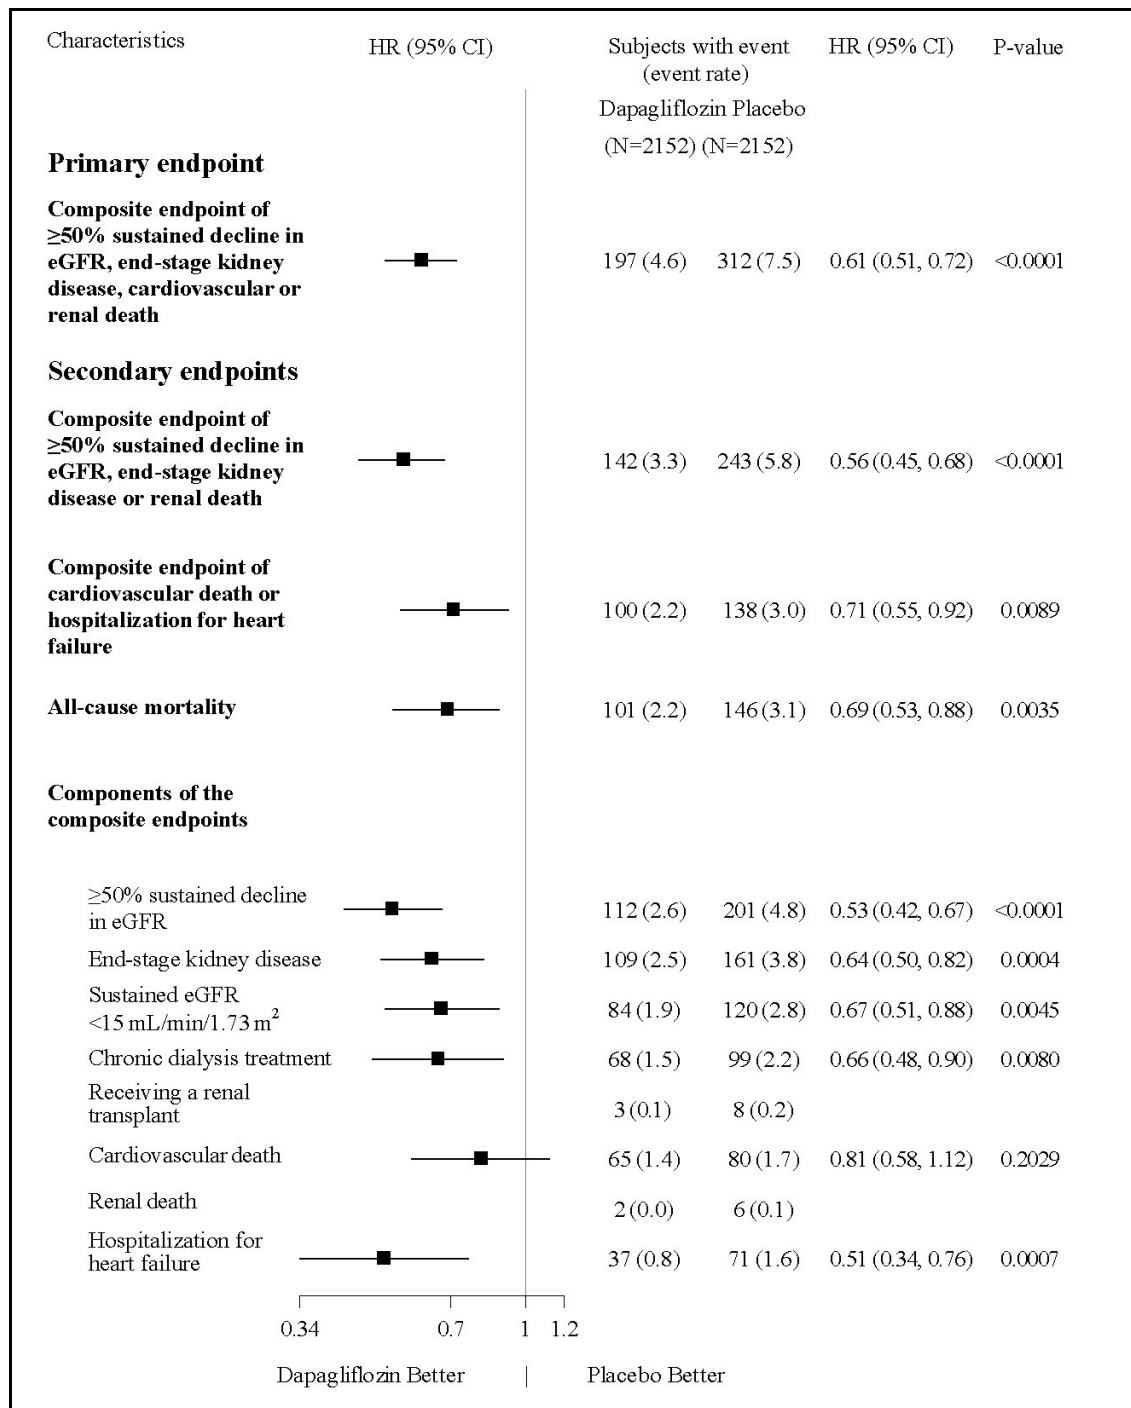 Characteristics HR (95% CI) Subjects with event HR (95% CI) P-value
(event rate)
Dapagliflozin Placebo
(N=2152) (N=2152)
Primary endpoint
Composite endpoint of
≥50% sustained decline in
eGFR, end-stage kidney
disease, cardiovascular or
renal death
197 (4.6) 312 (7.5) 0.61 (0.51, 0.72) <0.0001
Secondary endpoints
Composite endpoint of
≥50% sustained decline in
eGFR, end-stage kidney
disease or renal death
142 (3.3) 243 (5.8) 0.56 (0.45, 0.68) <0.0001
Composite endpoint of
cardiovascular death or
hospitalization for heart
failure
100 (2.2) 138 (3.0) 0.71 (0.55, 0.92) 0.0089
All-cause mortality 101 (2.2) 146 (3.1) 0.69 (0.53, 0.88) 0.0035
Components of the
composite endpoints
≥50% sustained decline
in eGFR
112 (2.6) 201 (4.8) 0.53 (0.42, 0.67) <0.0001
End-stage kidney disease 109 (2.5) 161 (3.8) 0.64 (0.50, 0.82) 0.0004
Sustained eGFR
<15 mL/min/1.73 m²
84 (1.9) 120 (2.8) 0.67 (0.51, 0.88) 0.0045
Chronic dialysis treatment 68 (1.5) 99 (2.2) 0.66 (0.48, 0.90) 0.0080
Receiving a renal
transplant
3 (0.1) 8 (0.2)
Cardiovascular death 65 (1.4) 80 (1.7) 0.81 (0.58, 1.12) 0.2029
Renal death 2 (0.0) 6 (0.1)
Hospitalization for
heart failure
37 (0.8) 71 (1.6) 0.51 (0.34, 0.76) 0.0007
0.34 0.7 1 1.2
Dapagliflozin Better | Placebo Better